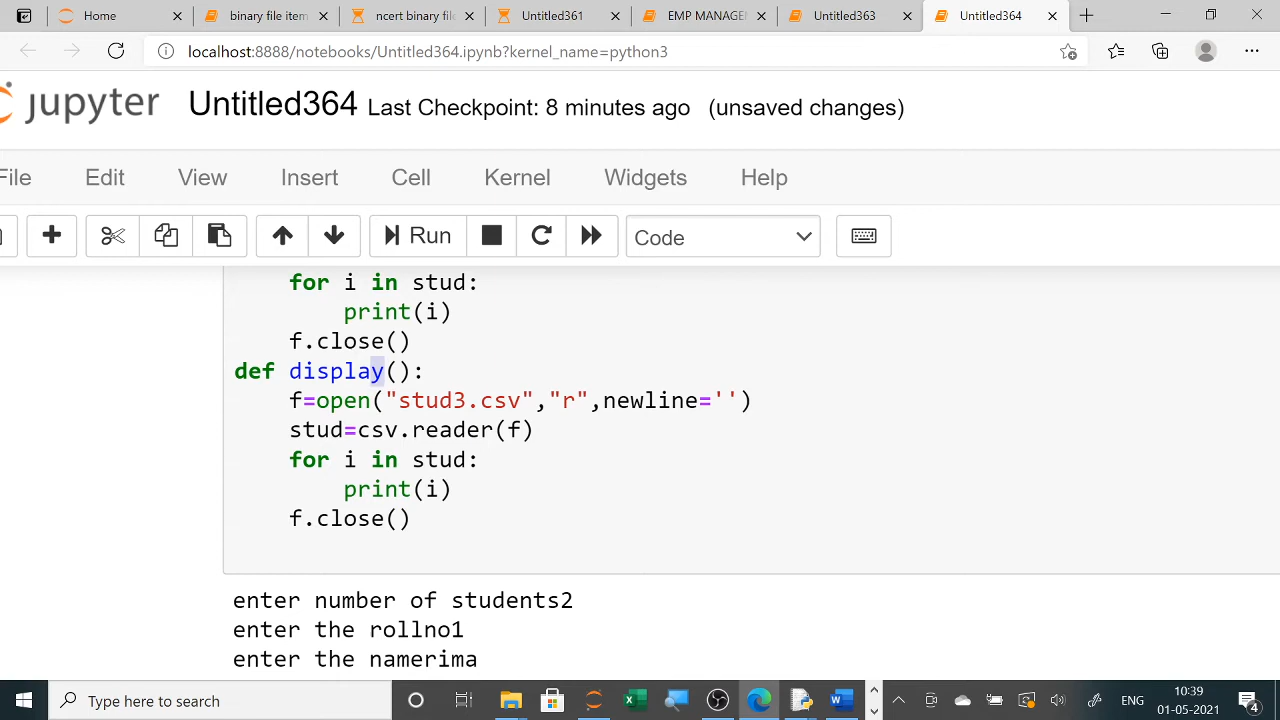 Home
binary file item
ncert binary file
Untitled361
EMP MANAGEM
Untitled363
Untitled364
localhost:8888/notebooks/Untitled364.ipynb?kernel_name=python3
jupyter Untitled364 Last Checkpoint: 8 minutes ago (unsaved changes)
File Edit View Insert Cell Kernel Widgets Help
Run Code
for i in stud:
print(i)
f.close()
def display():
f=open("stud3.csv","r",newline='')
stud=csv.reader(f)
for i in stud:
print(i)
f.close()
enter number of students2
enter the rollno1
enter the namerima
Type here to search
ENG
10:39
01-05-2021
4